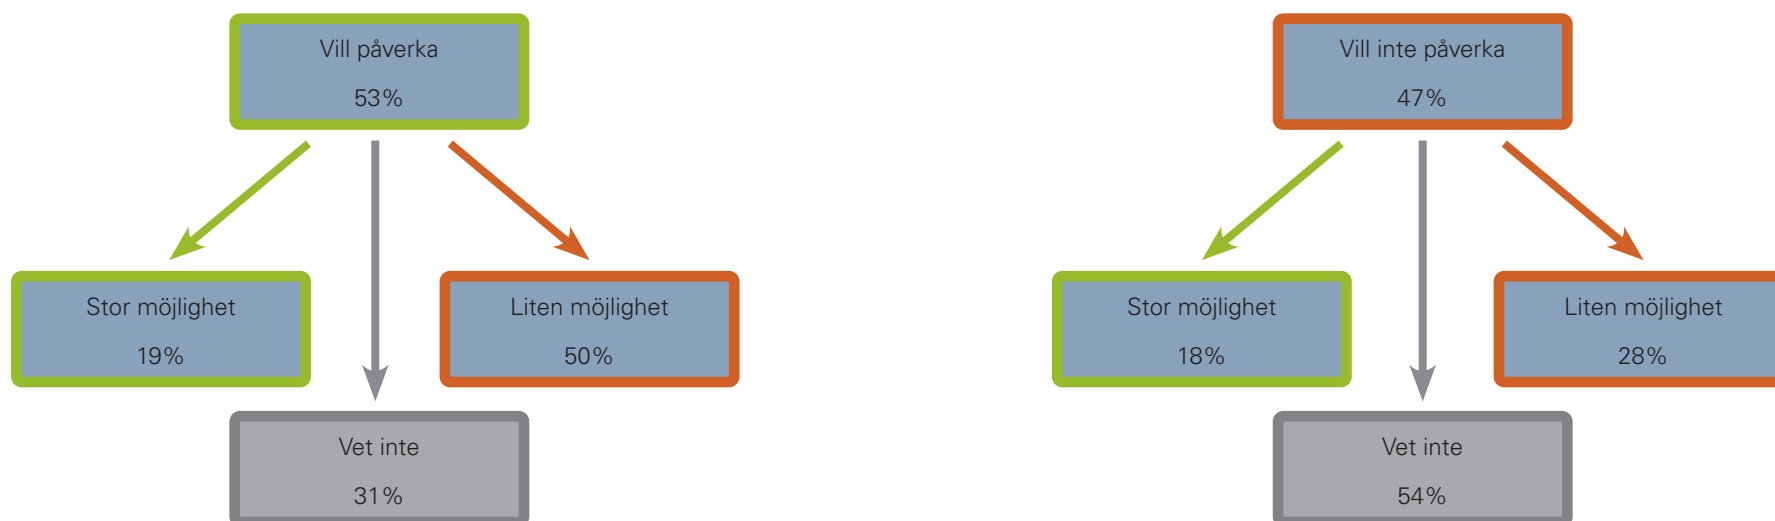 Vill påverka
53%
Stor möjlighet
19%
Liten möjlighet
50%
Vet inte
31%
Vill inte påverka
47%
Stor möjlighet
18%
Liten möjlighet
28%
Vet inte
54%